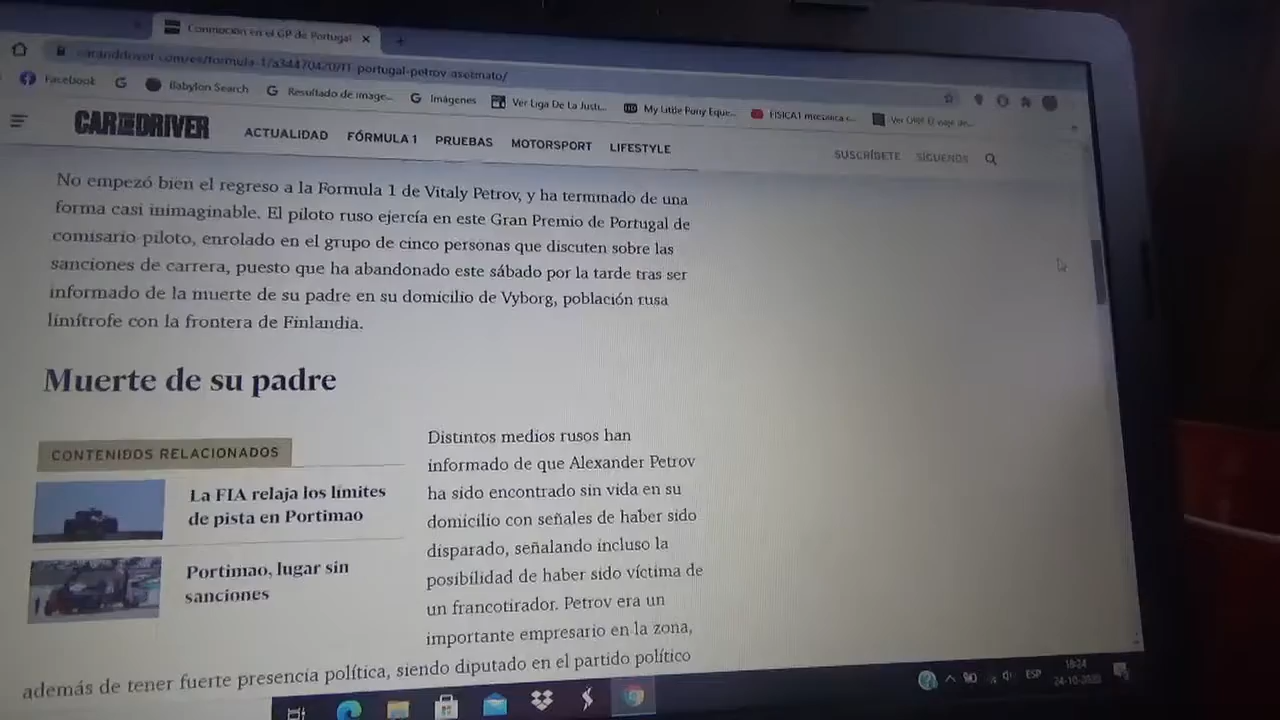 Conmoción en el GP de Portugal
Facebook
Babylon Search
Resultado de image...
Imágenes
Ver Liga De La Justi...
My Little Pony Eque...
CAR AND DRIVER
ACTUALIDAD
FÓRMULA 1
PRUEBAS
MOTORSPORT
LIFESTYLE
SUSCRÍBETE
SÍGUENOS
No empezó bien el regreso a la Formula 1 de Vitaly Petrov, y ha termnado de una
forma casi inimaginable. El piloto ruso ejercía en este Gran Premio de Portugal de
comisario piloto, enrolado en el grupo de cinco personas que discuten sobre las
sanciones de carrera, puesto que ha abandonado este sábado por la tarde tras ser
informado de la muerte de su padre en su domicilio de Vyborg, población rusa
limítrofe con la frontera de Finlandia.
Muerte de su padre
CONTENIDOS RELACIONADOS
La FIA relaja los límites
de pista en Portimao
Portimao, lugar sin
sanciones
Distintos medios rusos han
informado de que Alexander Petrov
ha sido encontrado sin vida en su
domicilio con señales de haber sido
disparado, señalando incluso la
posibilidad de haber sido víctima de
un francotirador. Petrov era un
importante empresario en la zona,
además de tener fuerte presencia política, siendo diputado en el partido político
ESP
18:24
24-10-2020